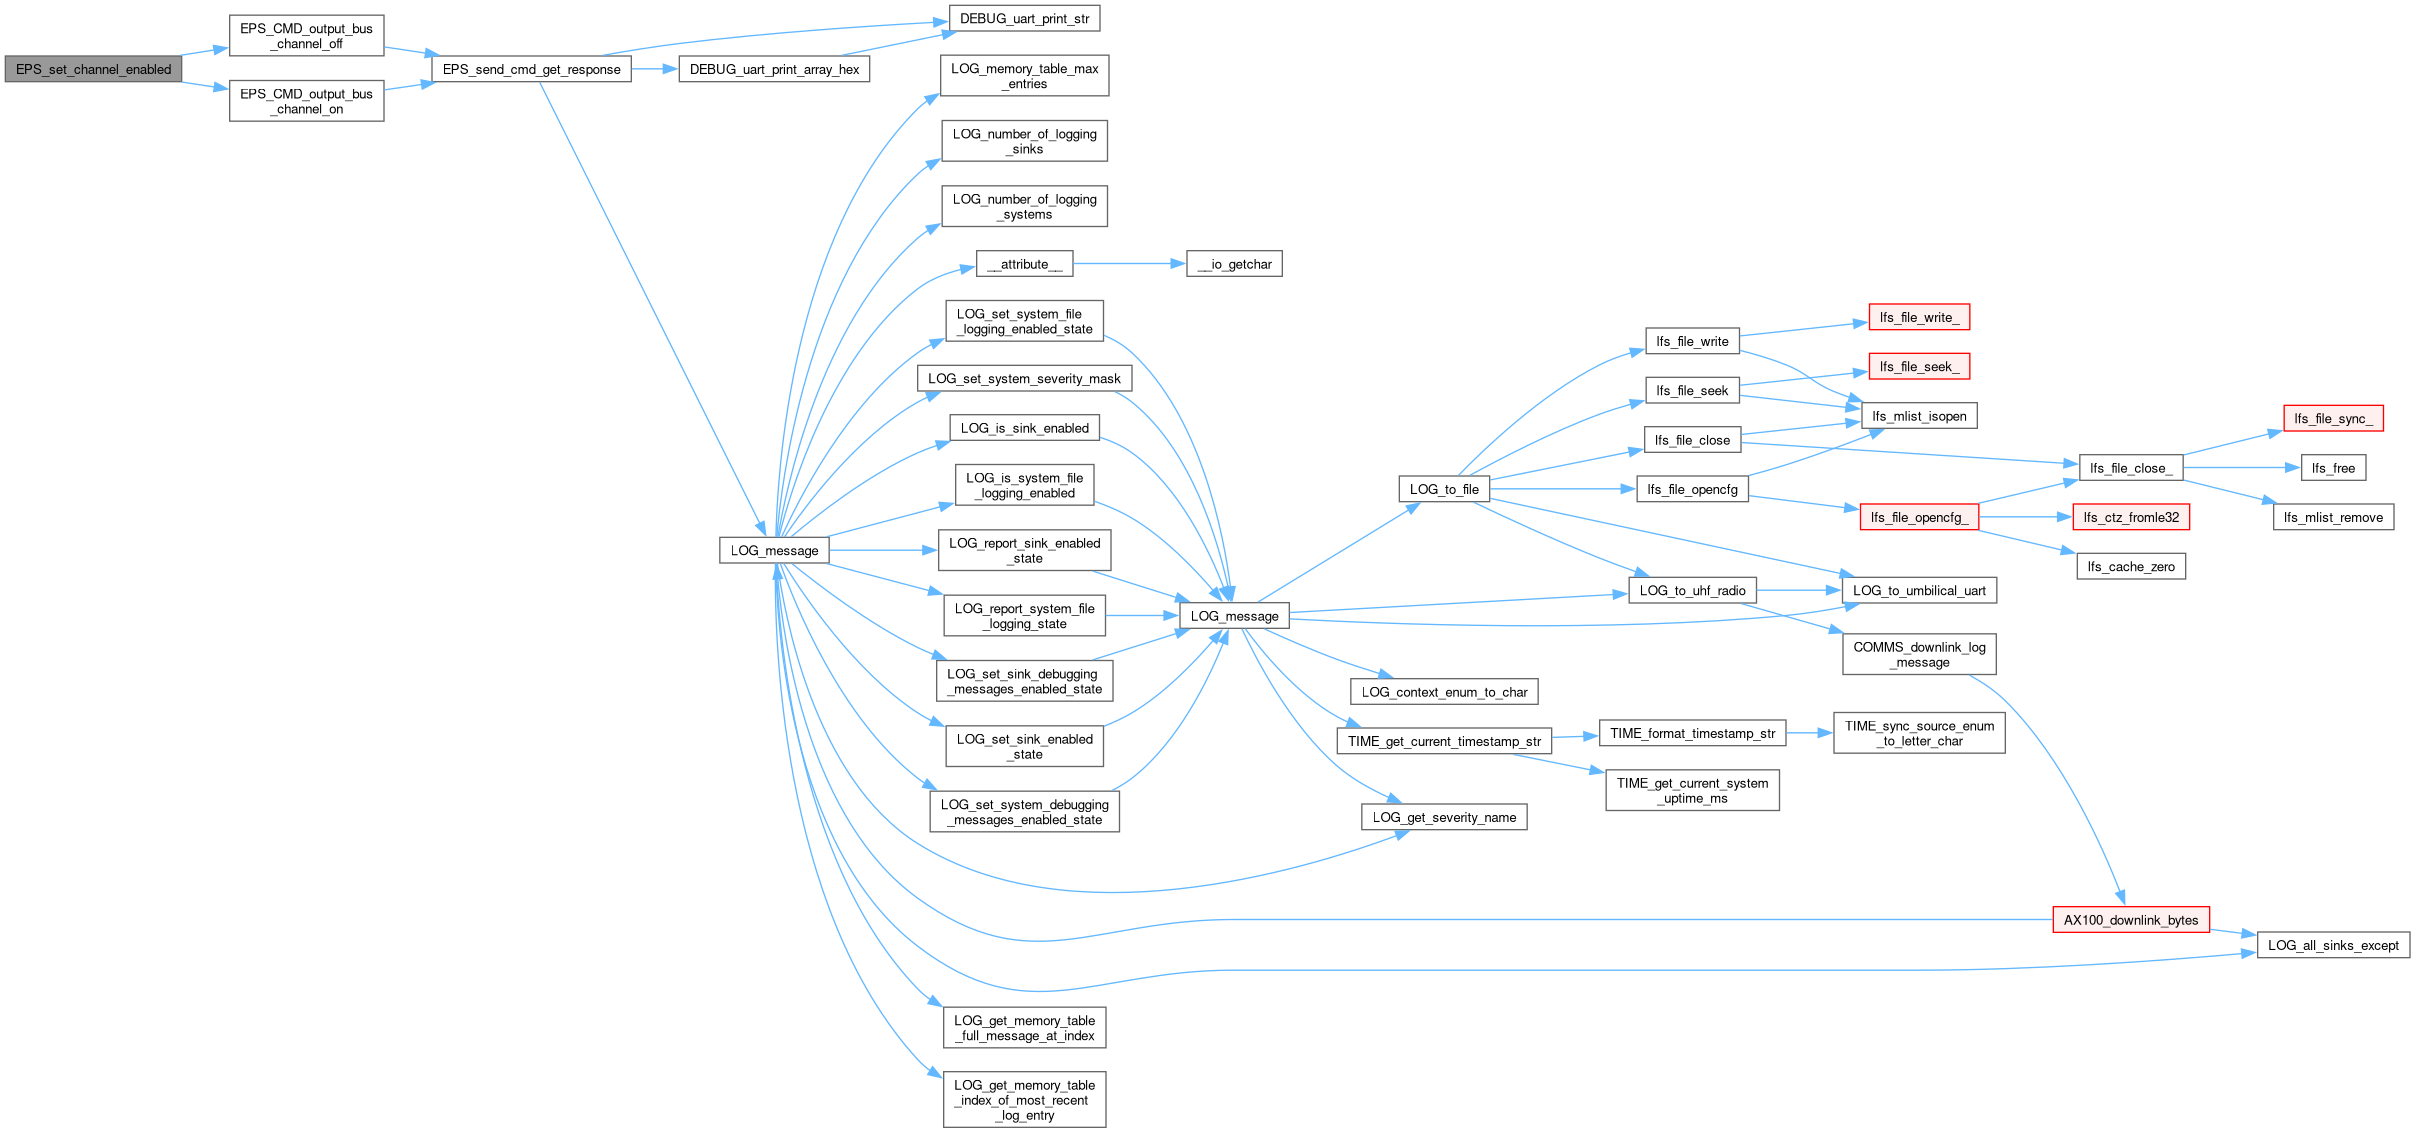 EPS_set_channel_enabled
EPS_CMD_output_bus
_channel_off
EPS_CMD_output_bus
_channel_on
EPS_send_cmd_get_response
DEBUG_uart_print_str
DEBUG_uart_print_array_hex
LOG_message
LOG_memory_table_max
_entries
LOG_number_of_logging
_sinks
LOG_number_of_logging
_systems
__attribute__
__io_getchar
LOG_set_system_file
_logging_enabled_state
LOG_set_system_severity_mask
LOG_is_sink_enabled
LOG_is_system_file
_logging_enabled
LOG_report_sink_enabled
_state
LOG_report_system_file
_logging_state
LOG_set_sink_debugging
_messages_enabled_state
LOG_set_sink_enabled
_state
LOG_set_system_debugging
_messages_enabled_state
LOG_get_memory_table
_full_message_at_index
LOG_get_memory_table
_index_of_most_recent
_log_entry
LOG_message
LOG_to_file
LOG_context_enum_to_char
TIME_get_current_timestamp_str
LOG_get_severity_name
lfs_file_write
lfs_file_seek
lfs_file_close
lfs_file_opencfg
LOG_to_uhf_radio
TIME_format_timestamp_str
TIME_get_current_system
_uptime_ms
lfs_file_write_
lfs_file_seek_
lfs_mlist_isopen
lfs_file_opencfg_
LOG_to_umbilical_uart
COMMS_downlink_log
_message
TIME_sync_source_enum
_to_letter_char
lfs_file_close_
lfs_ctz_fromle32
lfs_cache_zero
AX100_downlink_bytes
lfs_file_sync_
lfs_free
lfs_mlist_remove
LOG_all_sinks_except